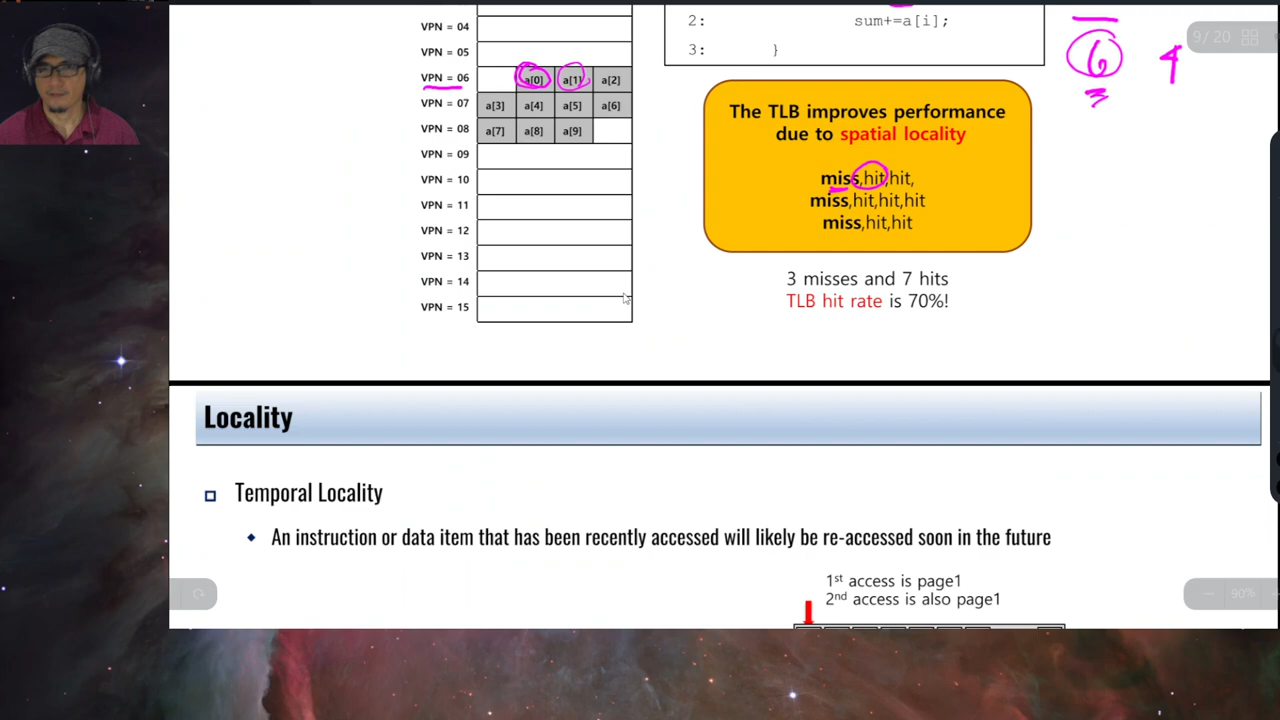 VPN = 04
VPN = 05
VPN = 06 a[0] a[1] a[2]
VPN = 07 a[3] a[4] a[5] a[6]
VPN = 08 a[7] a[8] a[9]
VPN = 09
VPN = 10
VPN = 11
VPN = 12
VPN = 13
VPN = 14
VPN = 15
2: sum+=a[i];
3: }
6 4
9 / 20
The TLB improves performance
due to spatial locality
miss,hit,hit,
miss,hit,hit,hit
miss,hit,hit
3 misses and 7 hits
TLB hit rate is 70%!
Locality
Temporal Locality
An instruction or data item that has been recently accessed will likely be re-accessed soon in the future
1st access is page1
2nd access is also page1
90%